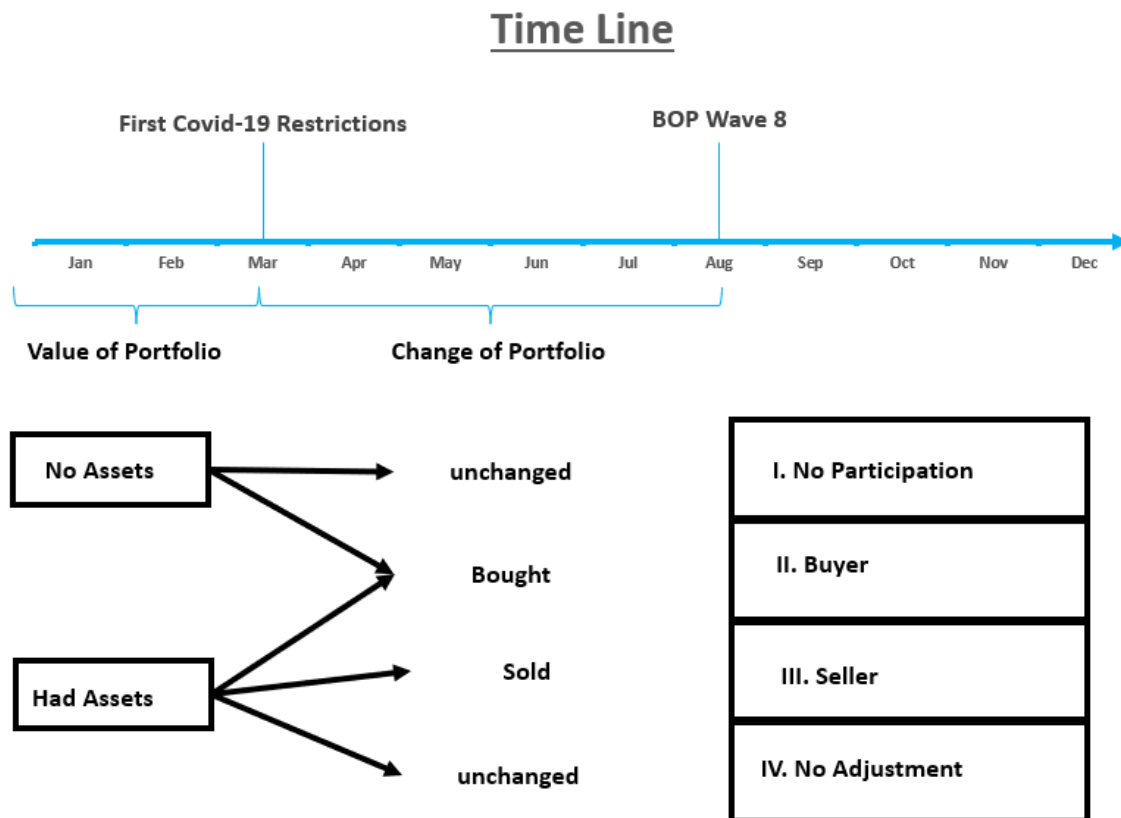 Time Line
First Covid-19 Restrictions
BOP Wave 8
Jan Feb Mar Apr May Jun Jul Aug Sep Oct Nov Dec
Value of Portfolio
Change of Portfolio
No Assets
unchanged
I. No Participation
Bought
II. Buyer
Had Assets
Sold
III. Seller
unchanged
IV. No Adjustment